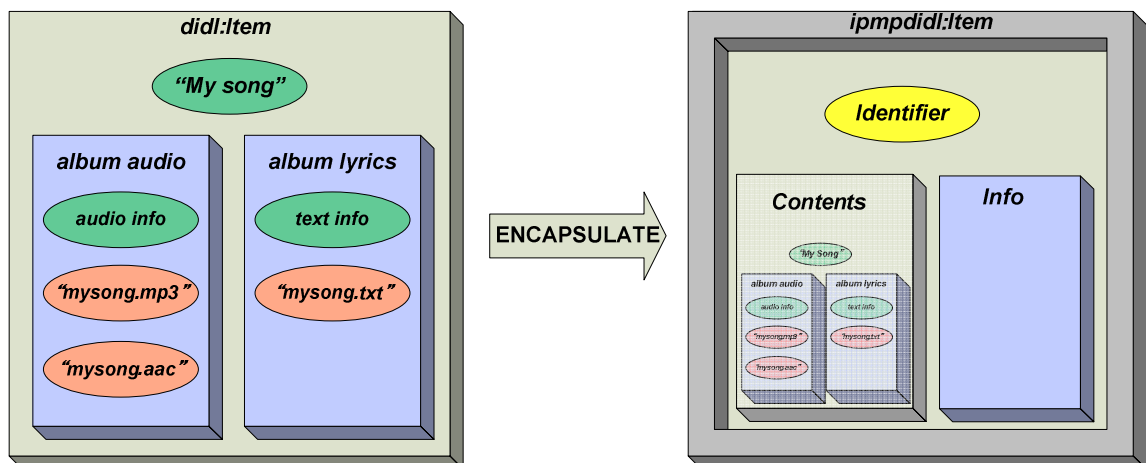 didl:Item
“My song”
album audio
audio info
“mysong.mp3”
“mysong.aac”
album lyrics
text info
“mysong.txt”
ENCAPSULATE
ipmpdidl:Item
Identifier
Contents
“My Song”
album audio
audio info
“mysong.mp3”
“mysong.aac”
album lyrics
text info
“mysong.txt”
Info